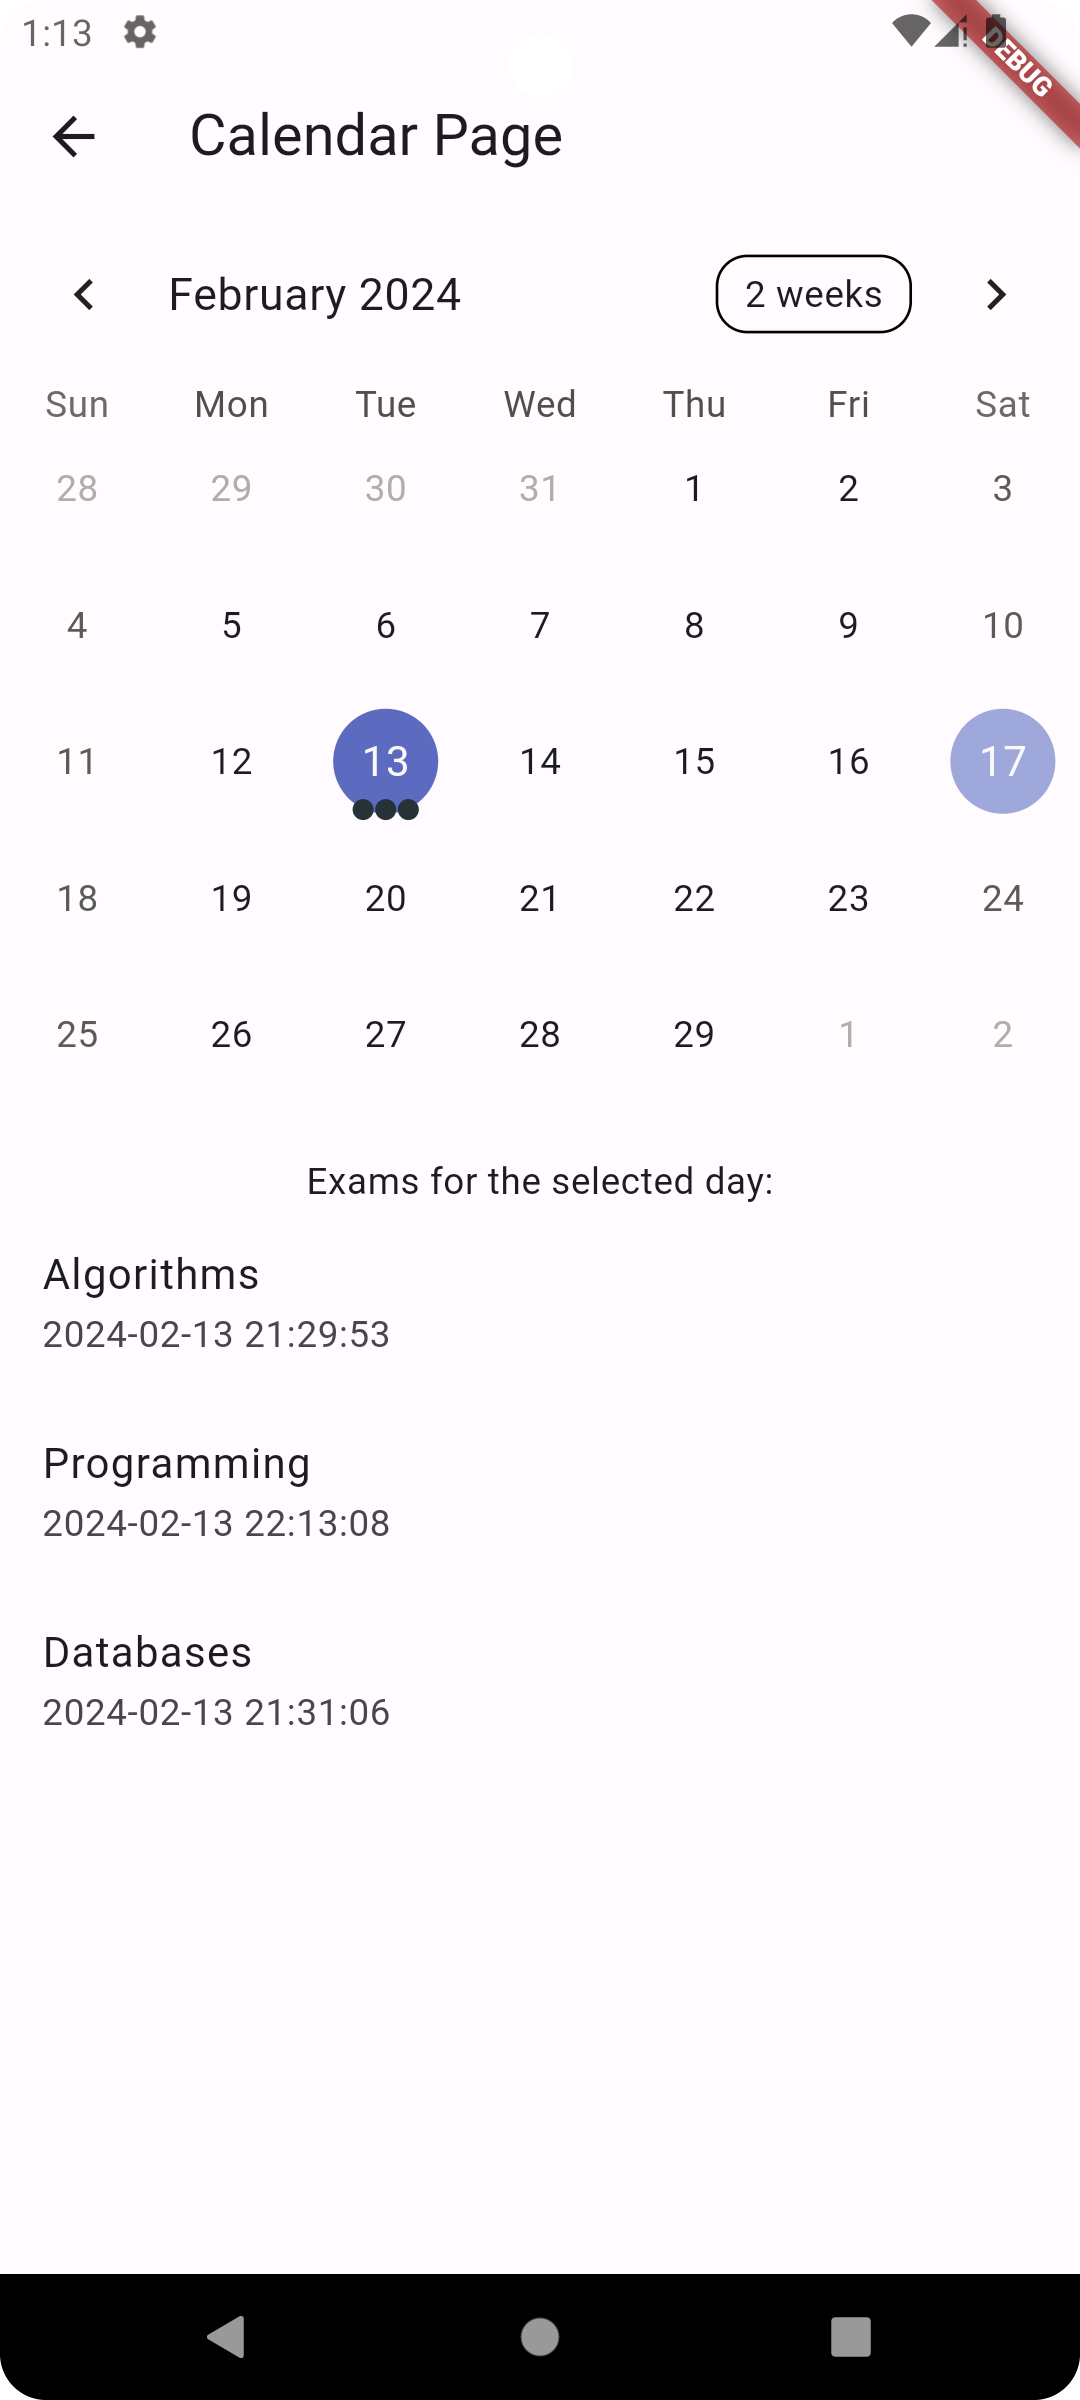 1:13
DEBUG
Calendar Page
February 2024 2 weeks
Sun Mon Tue Wed Thu Fri Sat
28 29 30 31 1 2 3
4 5 6 7 8 9 10
11 12 13 14 15 16 17
18 19 20 21 22 23 24
25 26 27 28 29 1 2
Exams for the selected day:
Algorithms
2024-02-13 21:29:53
Programming
2024-02-13 22:13:08
Databases
2024-02-13 21:31:06